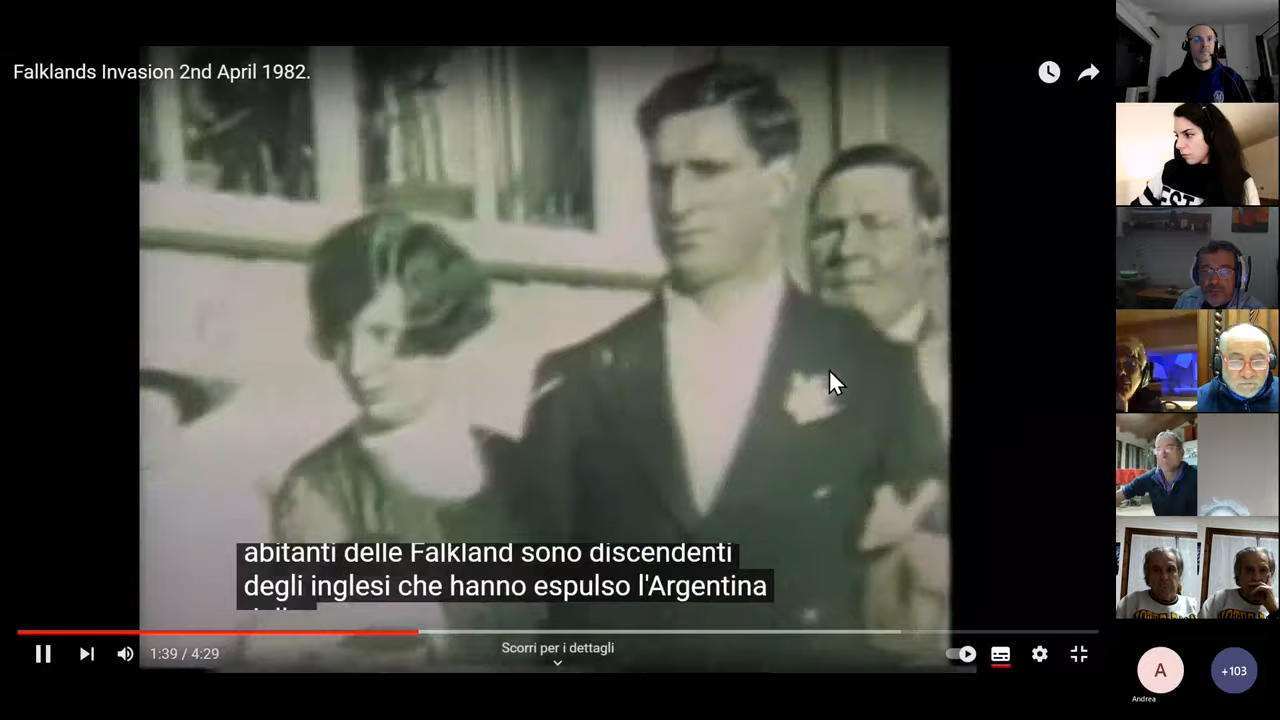 Falklands Invasion 2nd April 1982.
abitanti delle Falkland sono discendenti
degli inglesi che hanno espulso l'Argentina
1:39 / 4:29
Scorri per i dettagli
A
+103
Andrea